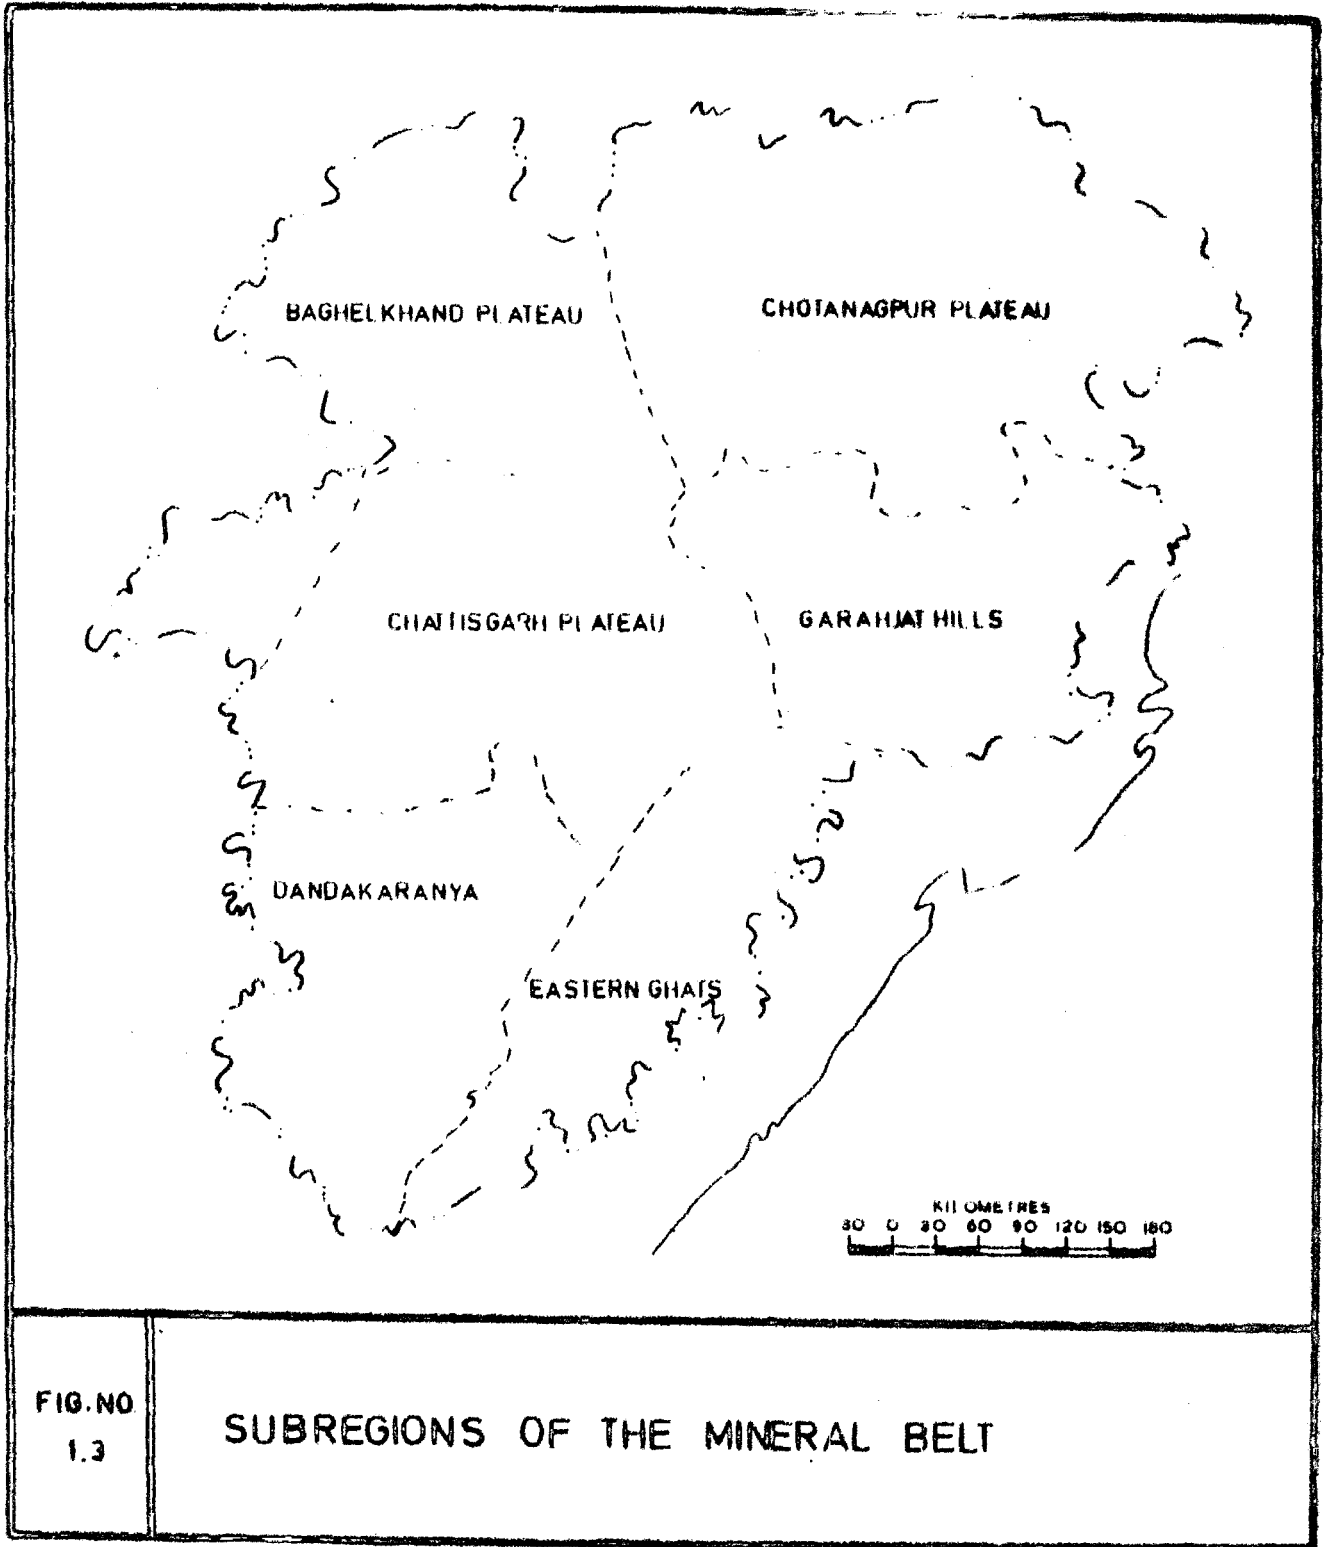 BAGHELKHAND PLATEAU
CHOTANAGPUR PLATEAU
CHATTISGARH PLATEAU
GARAHJAT HILLS
DANDAKARANYA
EASTERN GHATS
KILOMETRES
30 0 30 60 90 120 150 180
FIG. NO
1.3
SUBREGIONS OF THE MINERAL BELT